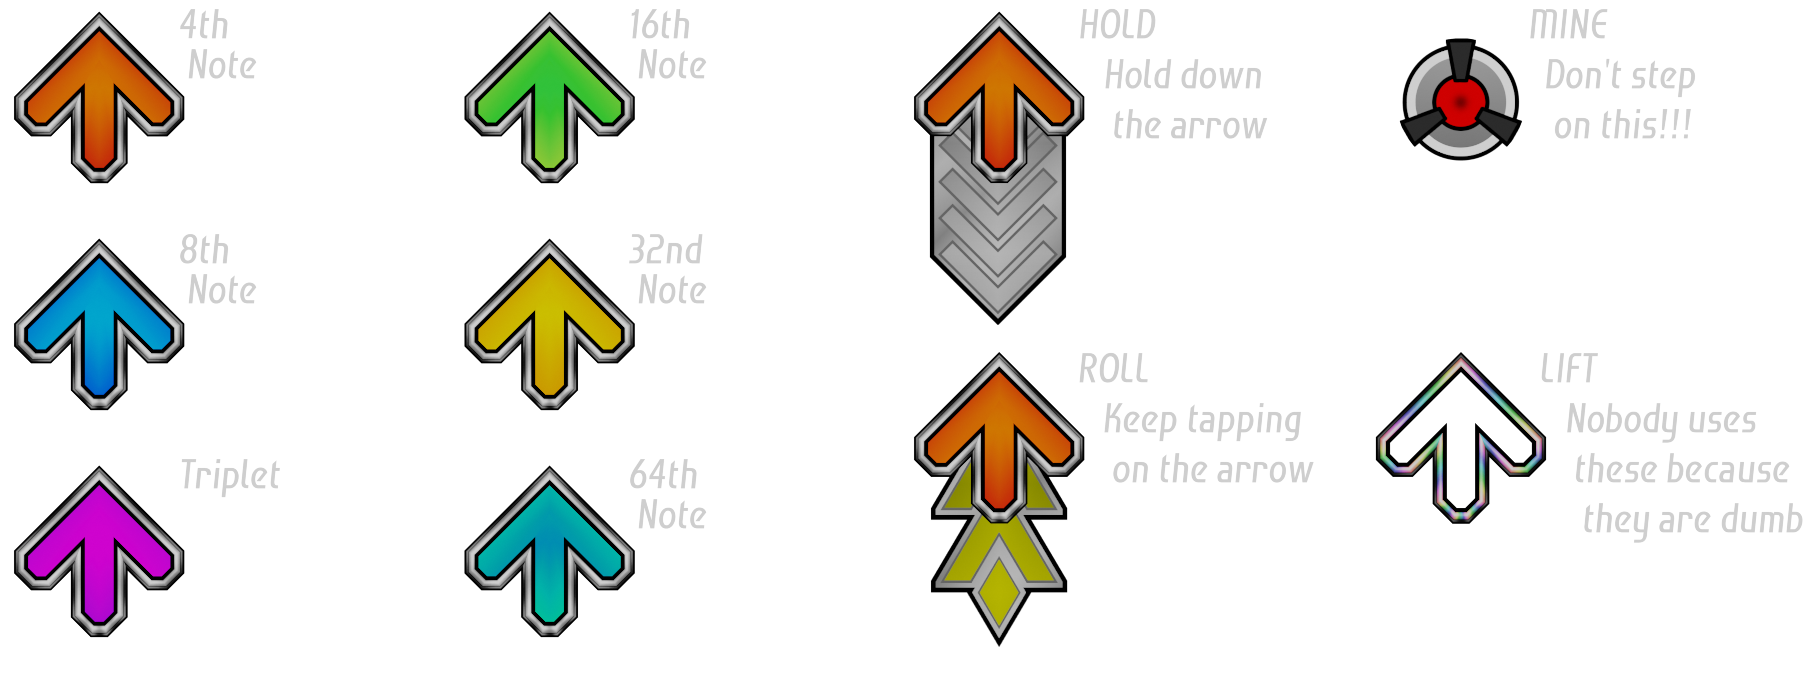 4th
Note
8th
Note
Triplet
16th
Note
32nd
Note
64th
Note
HOLD
Hold down
the arrow
ROLL
Keep tapping
on the arrow
MINE
Don't step
on this!!!
LIFT
Nobody uses
these because
they are dumb